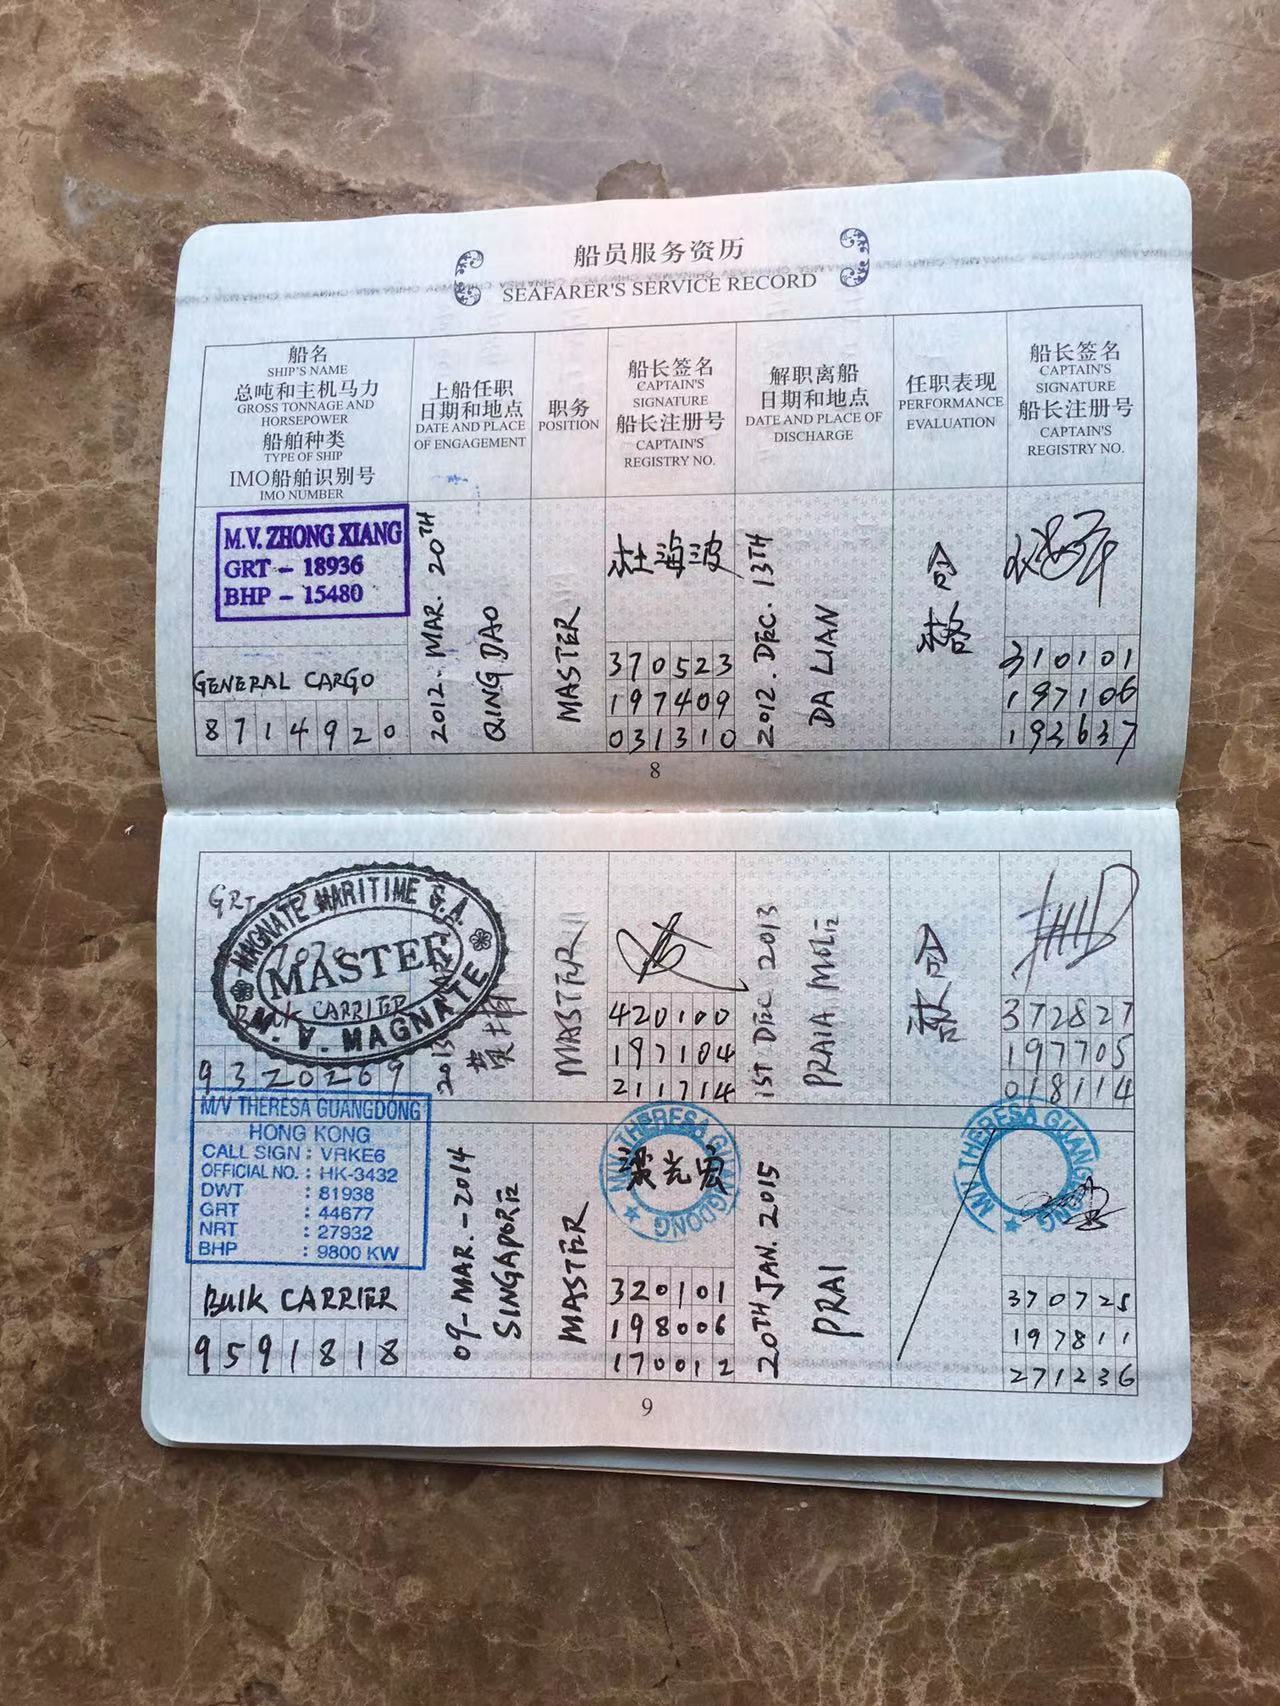 船员服务资历
SEAFARER'S SERVICE RECORD
船名
SHIP'S NAME
总吨和主机马力
GROSS TONNAGE AND
HORSEPOWER
船舶种类
TYPE OF SHIP
IMO船舶识别号
IMO NUMBER
上船任职
日期和地点
DATE AND PLACE
OF ENGAGEMENT
职务
POSITION
船长签名
CAPTAIN'S
SIGNATURE
船长注册号
CAPTAIN'S
REGISTRY NO.
解职离船
日期和地点
DATE AND PLACE OF
DISCHARGE
任职表现
PERFORMANCE
EVALUATION
船长签名
CAPTAIN'S
SIGNATURE
船长注册号
CAPTAIN'S
REGISTRY NO.
M.V. ZHONG XIANG
GRT - 18936
BHP - 15480
GENERAL CARGO
8714920
2012. MAR. 20TH
QING DAO
MASTER
杜海波
370523
197409
031310
2012. DEC. 13TH
DA LIAN
合格
310101
197106
193637
8
GRT
MAGNATE MARITIME S.A.
MASTER
M. V. MAGNATE
Bulk CARRIER
9320269
2013
黄埔
MASTER
420100
197104
211714
1ST DEC 2013
PRAIA MOLE
合格
372827
197705
018114
M/V THERESA GUANGDONG
HONG KONG
CALL SIGN : VRKE6
OFFICIAL NO. : HK-3432
DWT : 81938
GRT : 44677
NRT : 27932
BHP : 9800 KW
Bulk CARRIER
9591818
09-MAR.-2014
SINGAPORE
MASTER
M/V THERESA GUANGDONG
梁光宏
320101
198006
170012
20TH JAN. 2015
PRAI
M/V THERESA GUANGDONG
370725
197811
271236
9